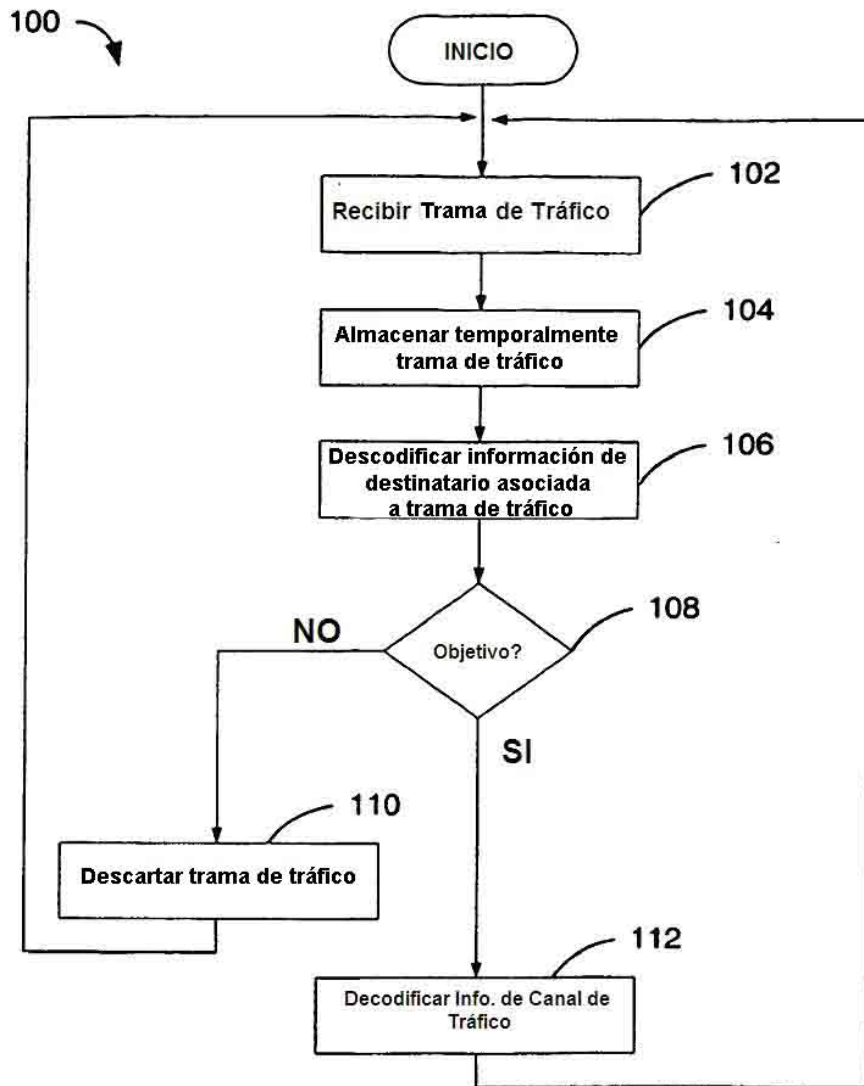 100
INICIO
Recibir Trama de Tráfico
102
Almacenar temporalmente
trama de tráfico
104
Descodificar información de
destinatario asociada
a trama de tráfico
106
Objetivo?
108
NO
SI
110
Descartar trama de tráfico
112
Decodificar Info. de Canal de
Tráfico